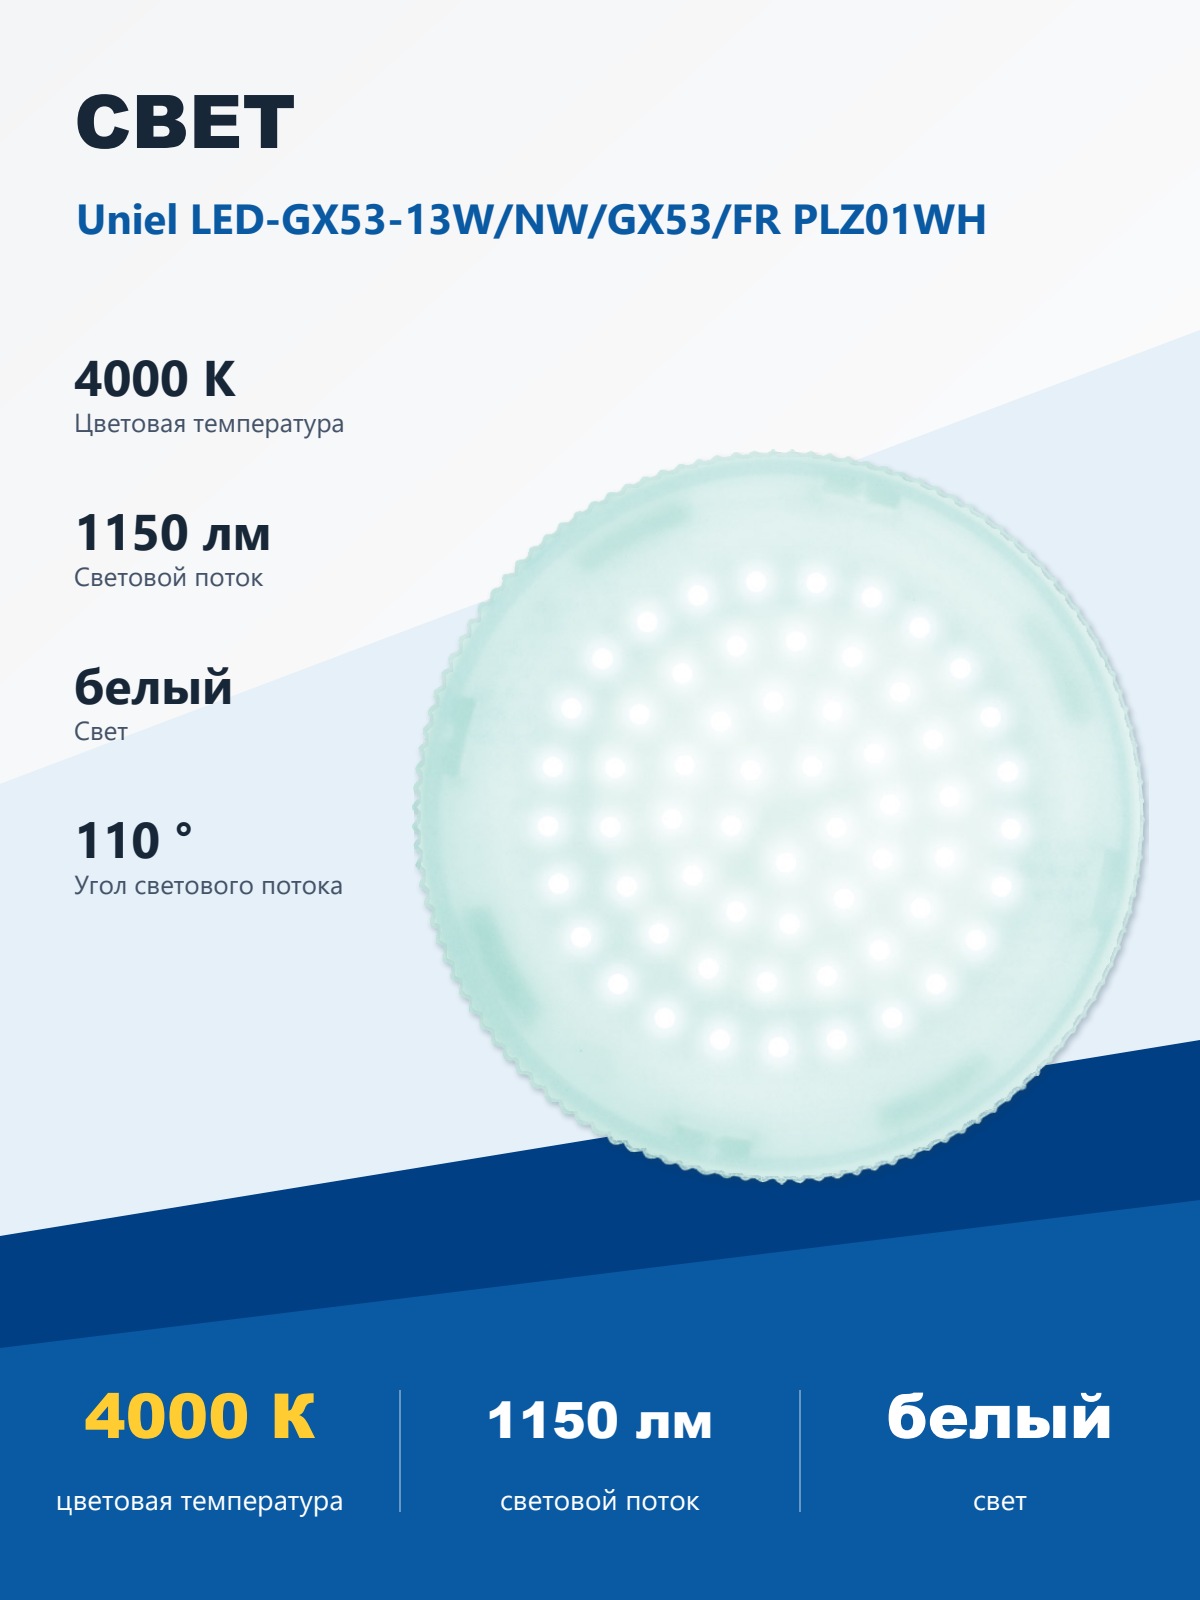 СВЕТ
Uniel LED-GX53-13W/NW/GX53/FR PLZ01WH
4000 К
Цветовая температура
1150 лм
Световой поток
белый
Свет
110 °
Угол светового потока
4000 К
цветовая температура
1150 лм
световой поток
белый
свет